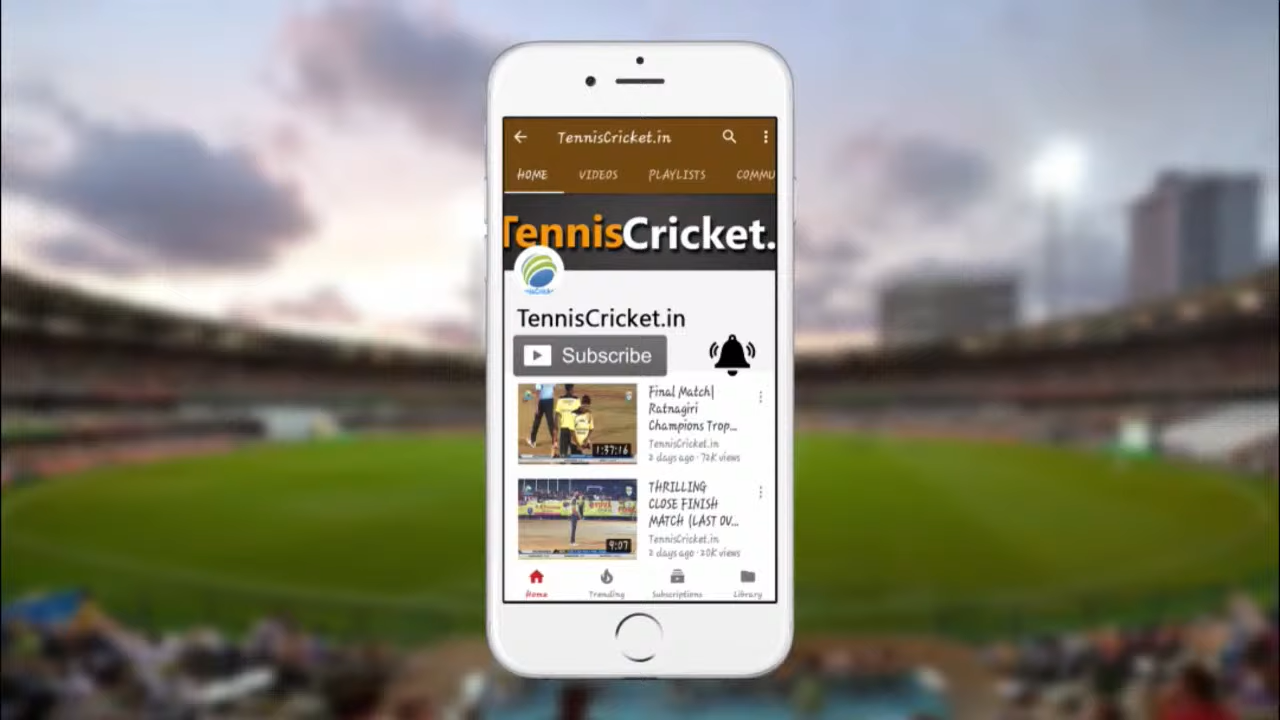 TennisCricket.in
HOME VIDEOS PLAYLISTS COMMU
TennisCricket.
TennisCricket.in
Subscribe
Final Match|
Ratnagiri
Champions Trop...
TennisCricket.in
2 days ago · 72K views
1:37:16
THRILLING
CLOSE FINISH
MATCH (LAST OV...
TennisCricket.in
2 days ago · 20K views
9:07
Home Trending Subscriptions Library